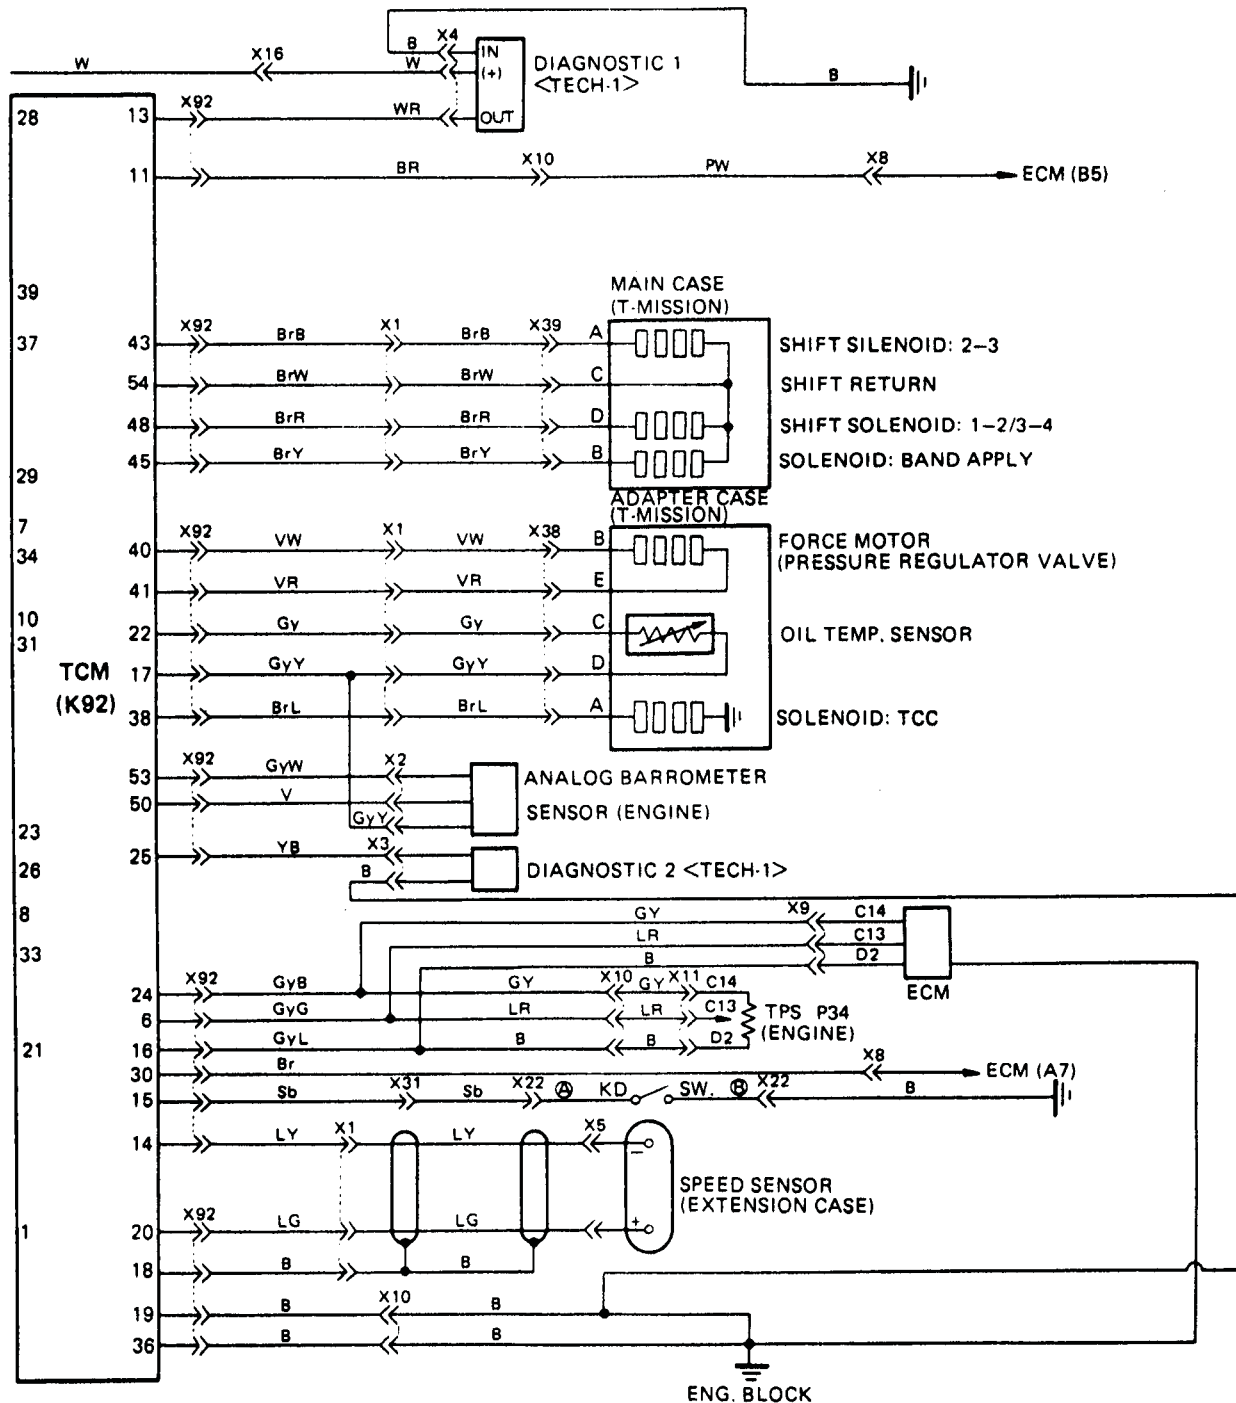 B X4 IN
W X16 W (+) DIAGNOSTIC 1 B
<TECH-1>
28 13 X92 WR OUT
11 BR X10 PW X8 ECM (B5)
39 MAIN CASE
(T-MISSION)
37 43 X92 BrB X1 BrB X39 A SHIFT SILENOID: 2-3
54 BrW BrW C SHIFT RETURN
48 BrR BrR D SHIFT SOLENOID: 1-2/3-4
29 45 BrY BrY B SOLENOID: BAND APPLY
ADAPTER CASE
(T-MISSION)
7
34 40 X92 VW X1 VW X38 B FORCE MOTOR
(PRESSURE REGULATOR VALVE)
41 VR VR E
10
31 22 Gy Gy C OIL TEMP. SENSOR
TCM 17 GyY GyY D
(K92) 38 BrL BrL A SOLENOID: TCC
53 X92 GyW X2 ANALOG BARROMETER
50 V SENSOR (ENGINE)
GyY
23
25 YB X3
26 B DIAGNOSTIC 2 <TECH-1>
8 GY X9 C14
LR C13
33 B D2
ECM
24 X92 GyB GY X10 GY X11 C14
6 GyG LR LR C13 TPS P34
(ENGINE)
21 16 GyL B B D2
30 Br X8 ECM (A7)
15 Sb X31 Sb X22 A KD SW. B X22 B
14 LY X1 LY X5 −
SPEED SENSOR
(EXTENSION CASE)
1 20 X92 LG LG +
18 B B
19 B X10 B
36 B B
ENG. BLOCK